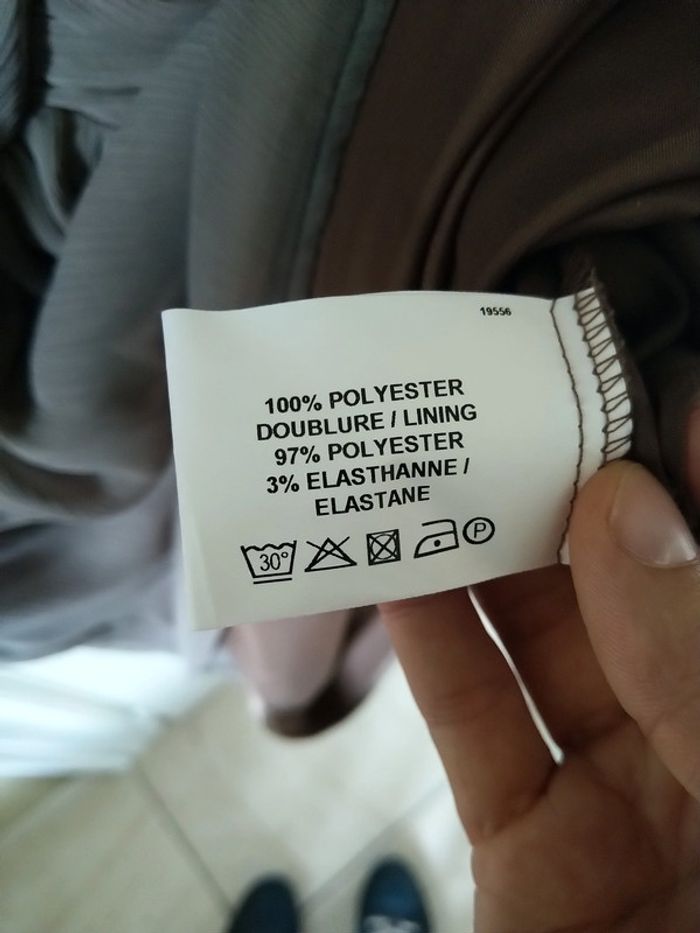 19556
100% POLYESTER
DOUBLURE / LINING
97% POLYESTER
3% ELASTHANNE /
ELASTANE
30° P